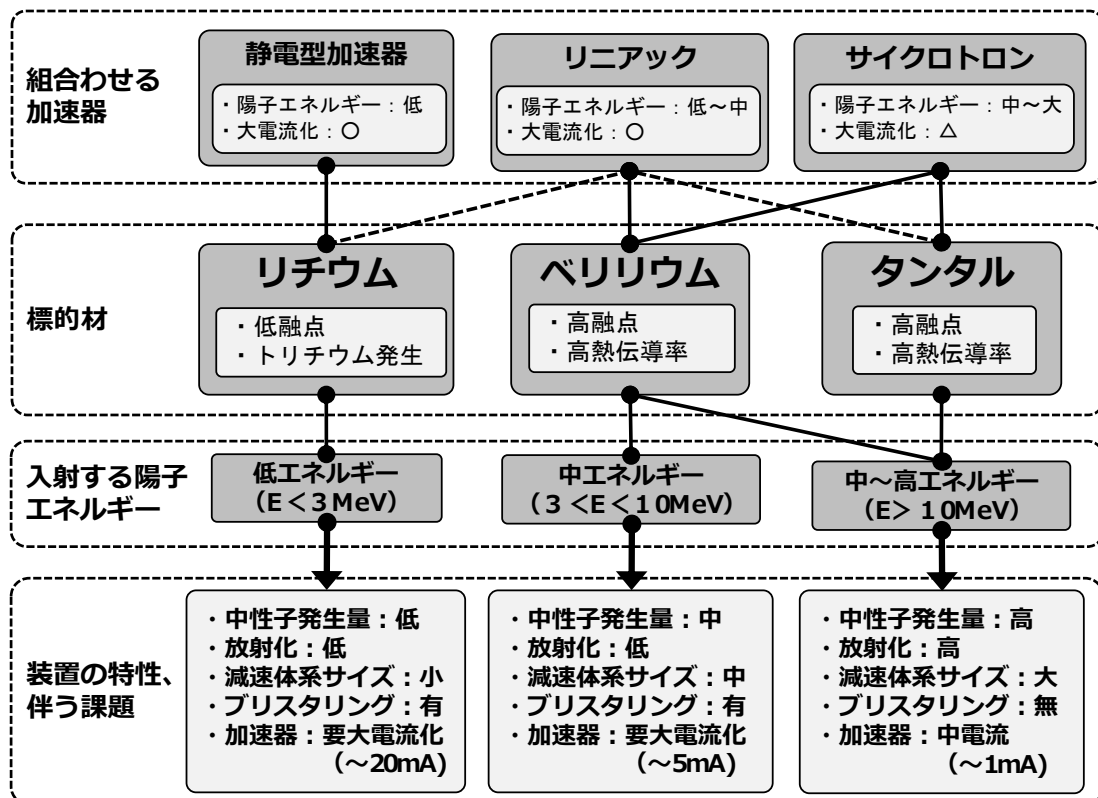 組合わせる
加速器
静電型加速器
・陽子エネルギー：低
・大電流化：〇
リニアック
・陽子エネルギー：低～中
・大電流化：〇
サイクロトロン
・陽子エネルギー：中～大
・大電流化：△
標的材
リチウム
・低融点
・トリチウム発生
ベリリウム
・高融点
・高熱伝導率
タンタル
・高融点
・高熱伝導率
入射する陽子
エネルギー
低エネルギー
（E＜３MeV）
中エネルギー
（３＜E＜１0MeV）
中～高エネルギー
（E＞１0MeV）
装置の特性、
伴う課題
・中性子発生量：低
・放射化：低
・減速体系サイズ：小
・ブリスタリング：有
・加速器：要大電流化
（～20mA）
・中性子発生量：中
・放射化：低
・減速体系サイズ：中
・ブリスタリング：有
・加速器：要大電流化
（～5mA）
・中性子発生量：高
・放射化：高
・減速体系サイズ：大
・ブリスタリング：無
・加速器：中電流
（～1mA）